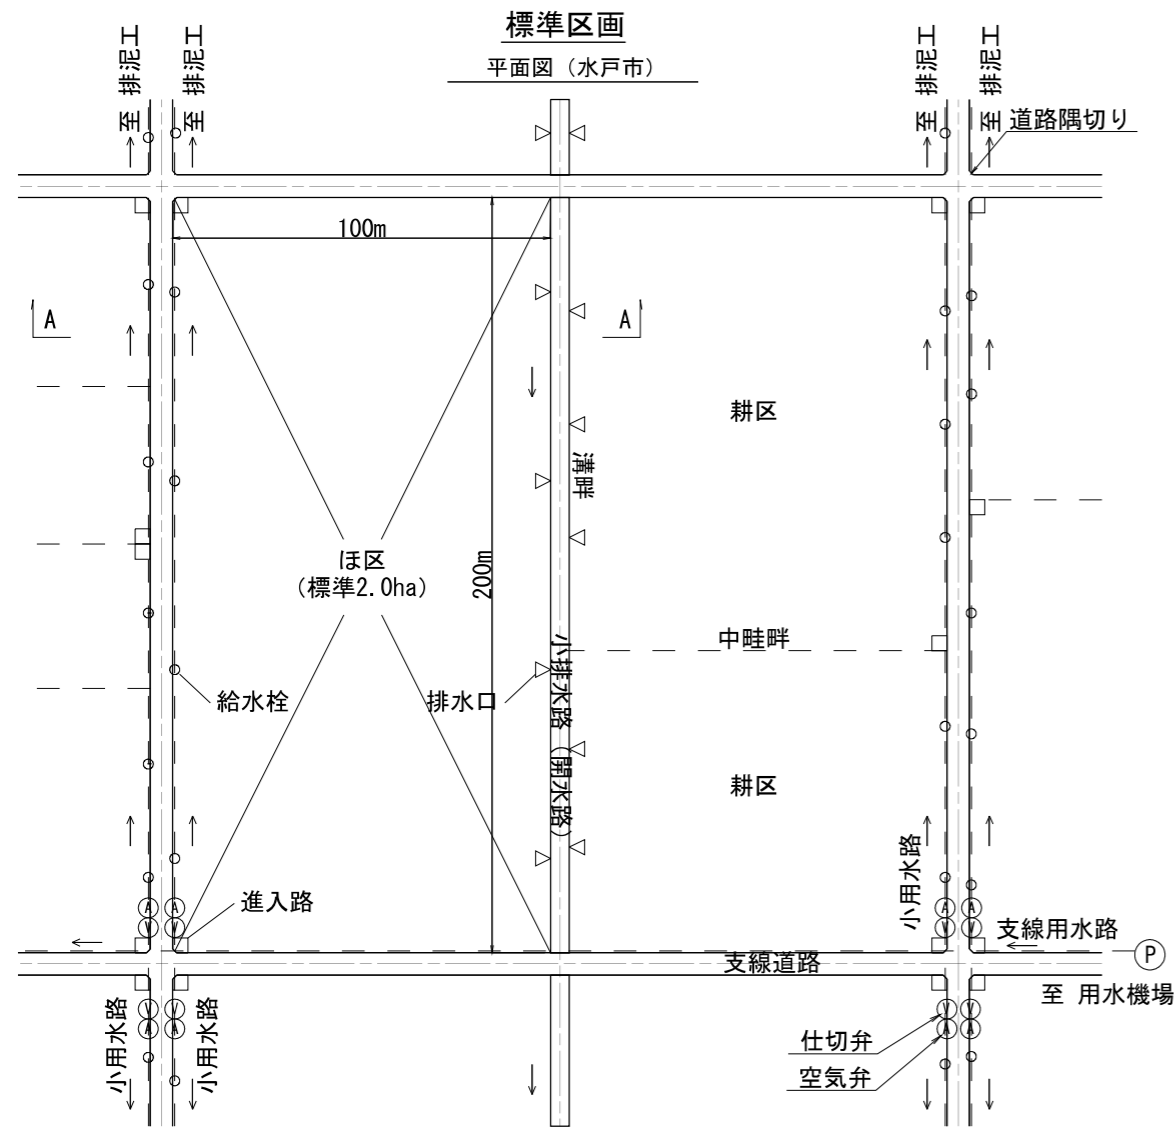 標準区画
平面図（水戸市）
至 排泥工
至 排泥工
至 排泥工
至 排泥工
道路隅切り
100m
A
A
耕区
溝畔
ほ区
（標準2.0ha）
200m
中畦畔
小排水路（開水路）
給水栓
排水口
耕区
小用水路
進入路
A
A
V
V
A
A
V
V
支線用水路
支線道路
P
至 用水機場
小用水路
小用水路
V
V
A
A
V
V
A
A
仕切弁
空気弁